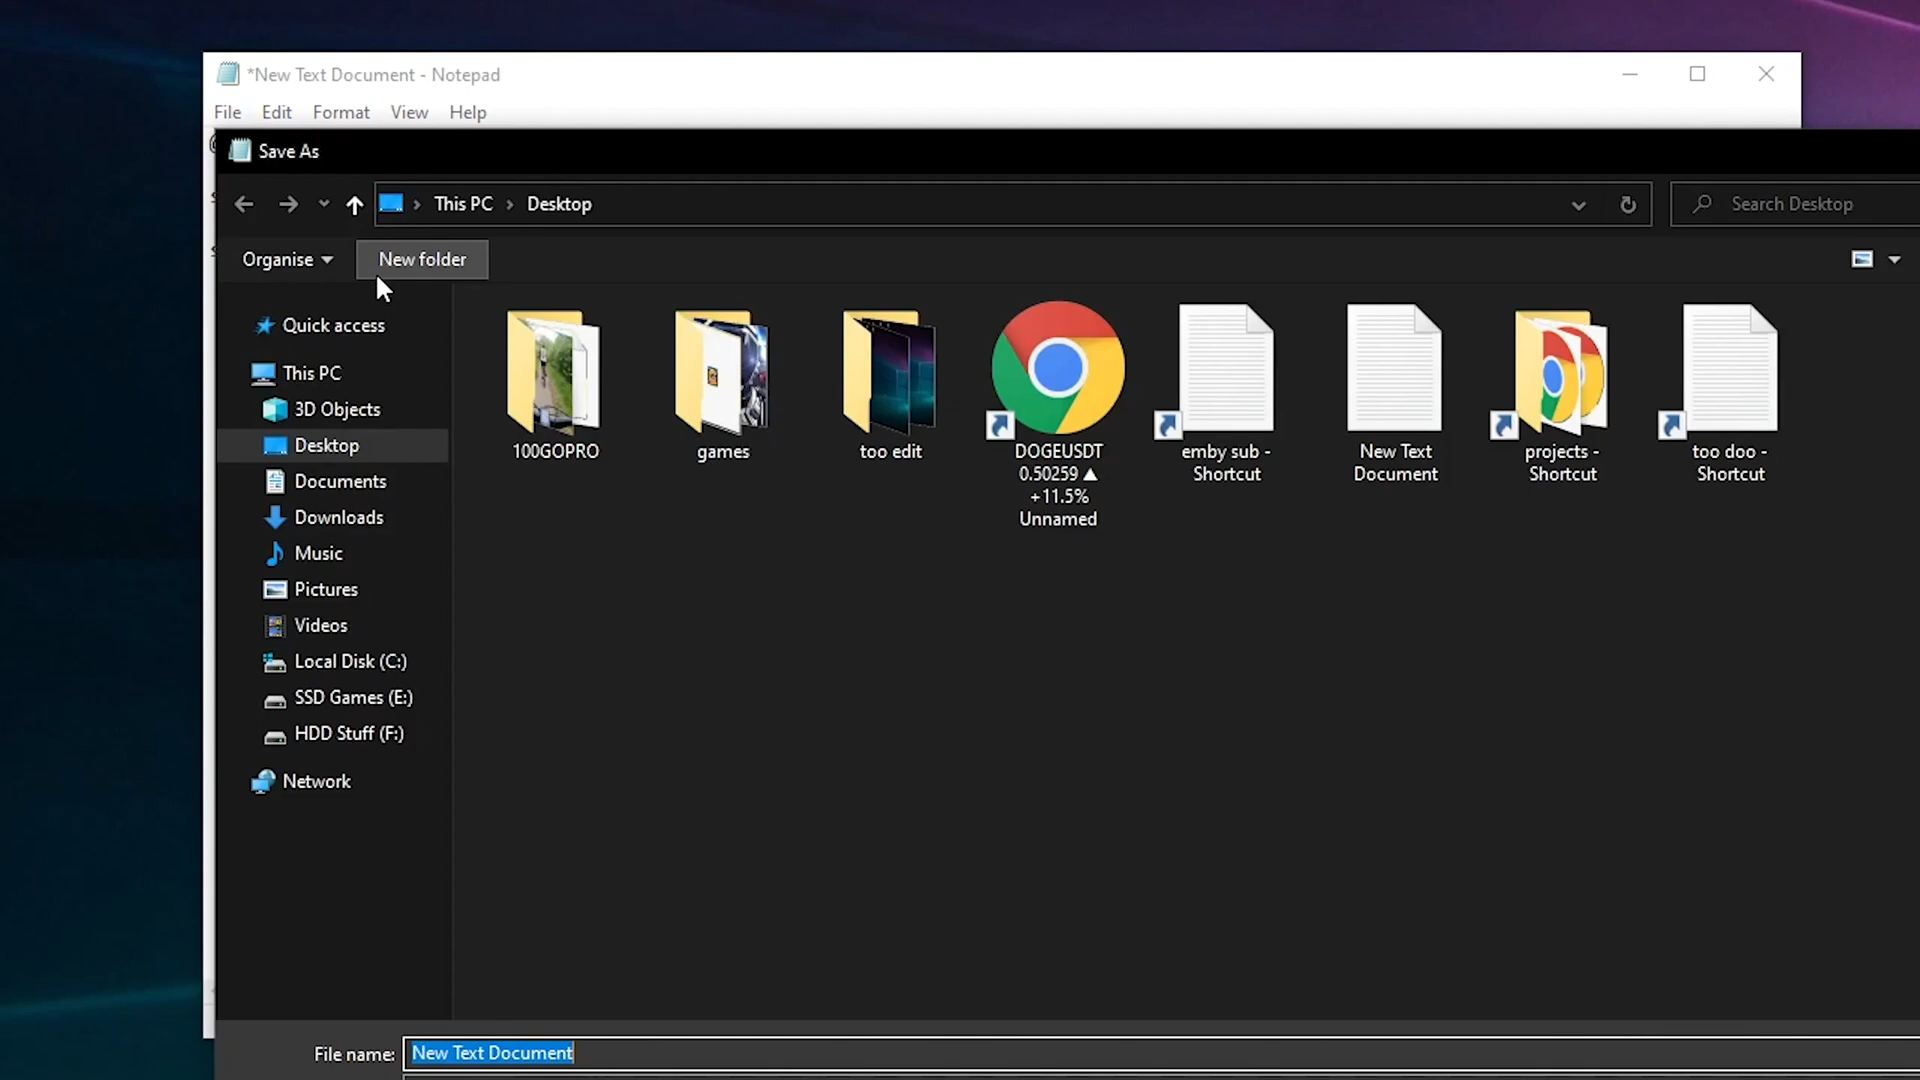 *New Text Document - Notepad
File Edit Format View Help
Save As
This PC > Desktop
Search Desktop
Organise
New folder
Quick access
This PC
3D Objects
Desktop
Documents
Downloads
Music
Pictures
Videos
Local Disk (C:)
SSD Games (E:)
HDD Stuff (F:)
Network
100GOPRO
games
too edit
DOGEUSDT
0.50259 ▲
+11.5%
Unnamed
emby sub -
Shortcut
New Text
Document
projects -
Shortcut
too doo -
Shortcut
File name: New Text Document